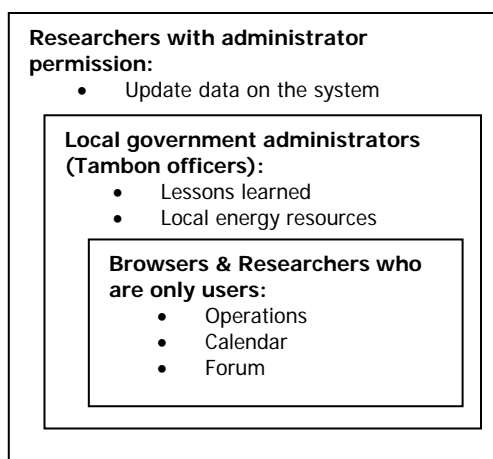 Researchers with administrator
permission:
• Update data on the system
Local government administrators
(Tambon officers):
• Lessons learned
• Local energy resources
Browsers & Researchers who
are only users:
• Operations
• Calendar
• Forum